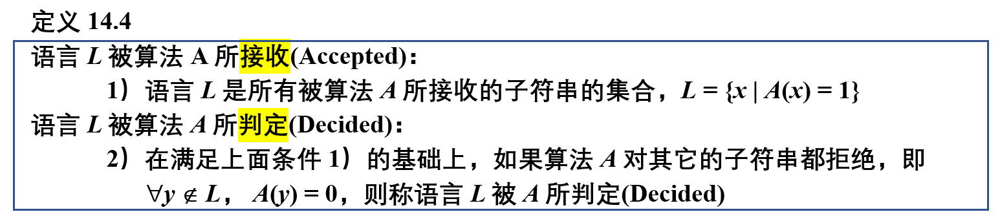 定义 14.4
语言 L 被算法 A 所接收(Accepted)：
1）语言 L 是所有被算法 A 所接收的子符串的集合，L = {x | A(x) = 1}
语言 L 被算法 A 所判定(Decided)：
2）在满足上面条件 1）的基础上，如果算法 A 对其它的子符串都拒绝，即
∀y ∉ L， A(y) = 0，则称语言 L 被 A 所判定(Decided)